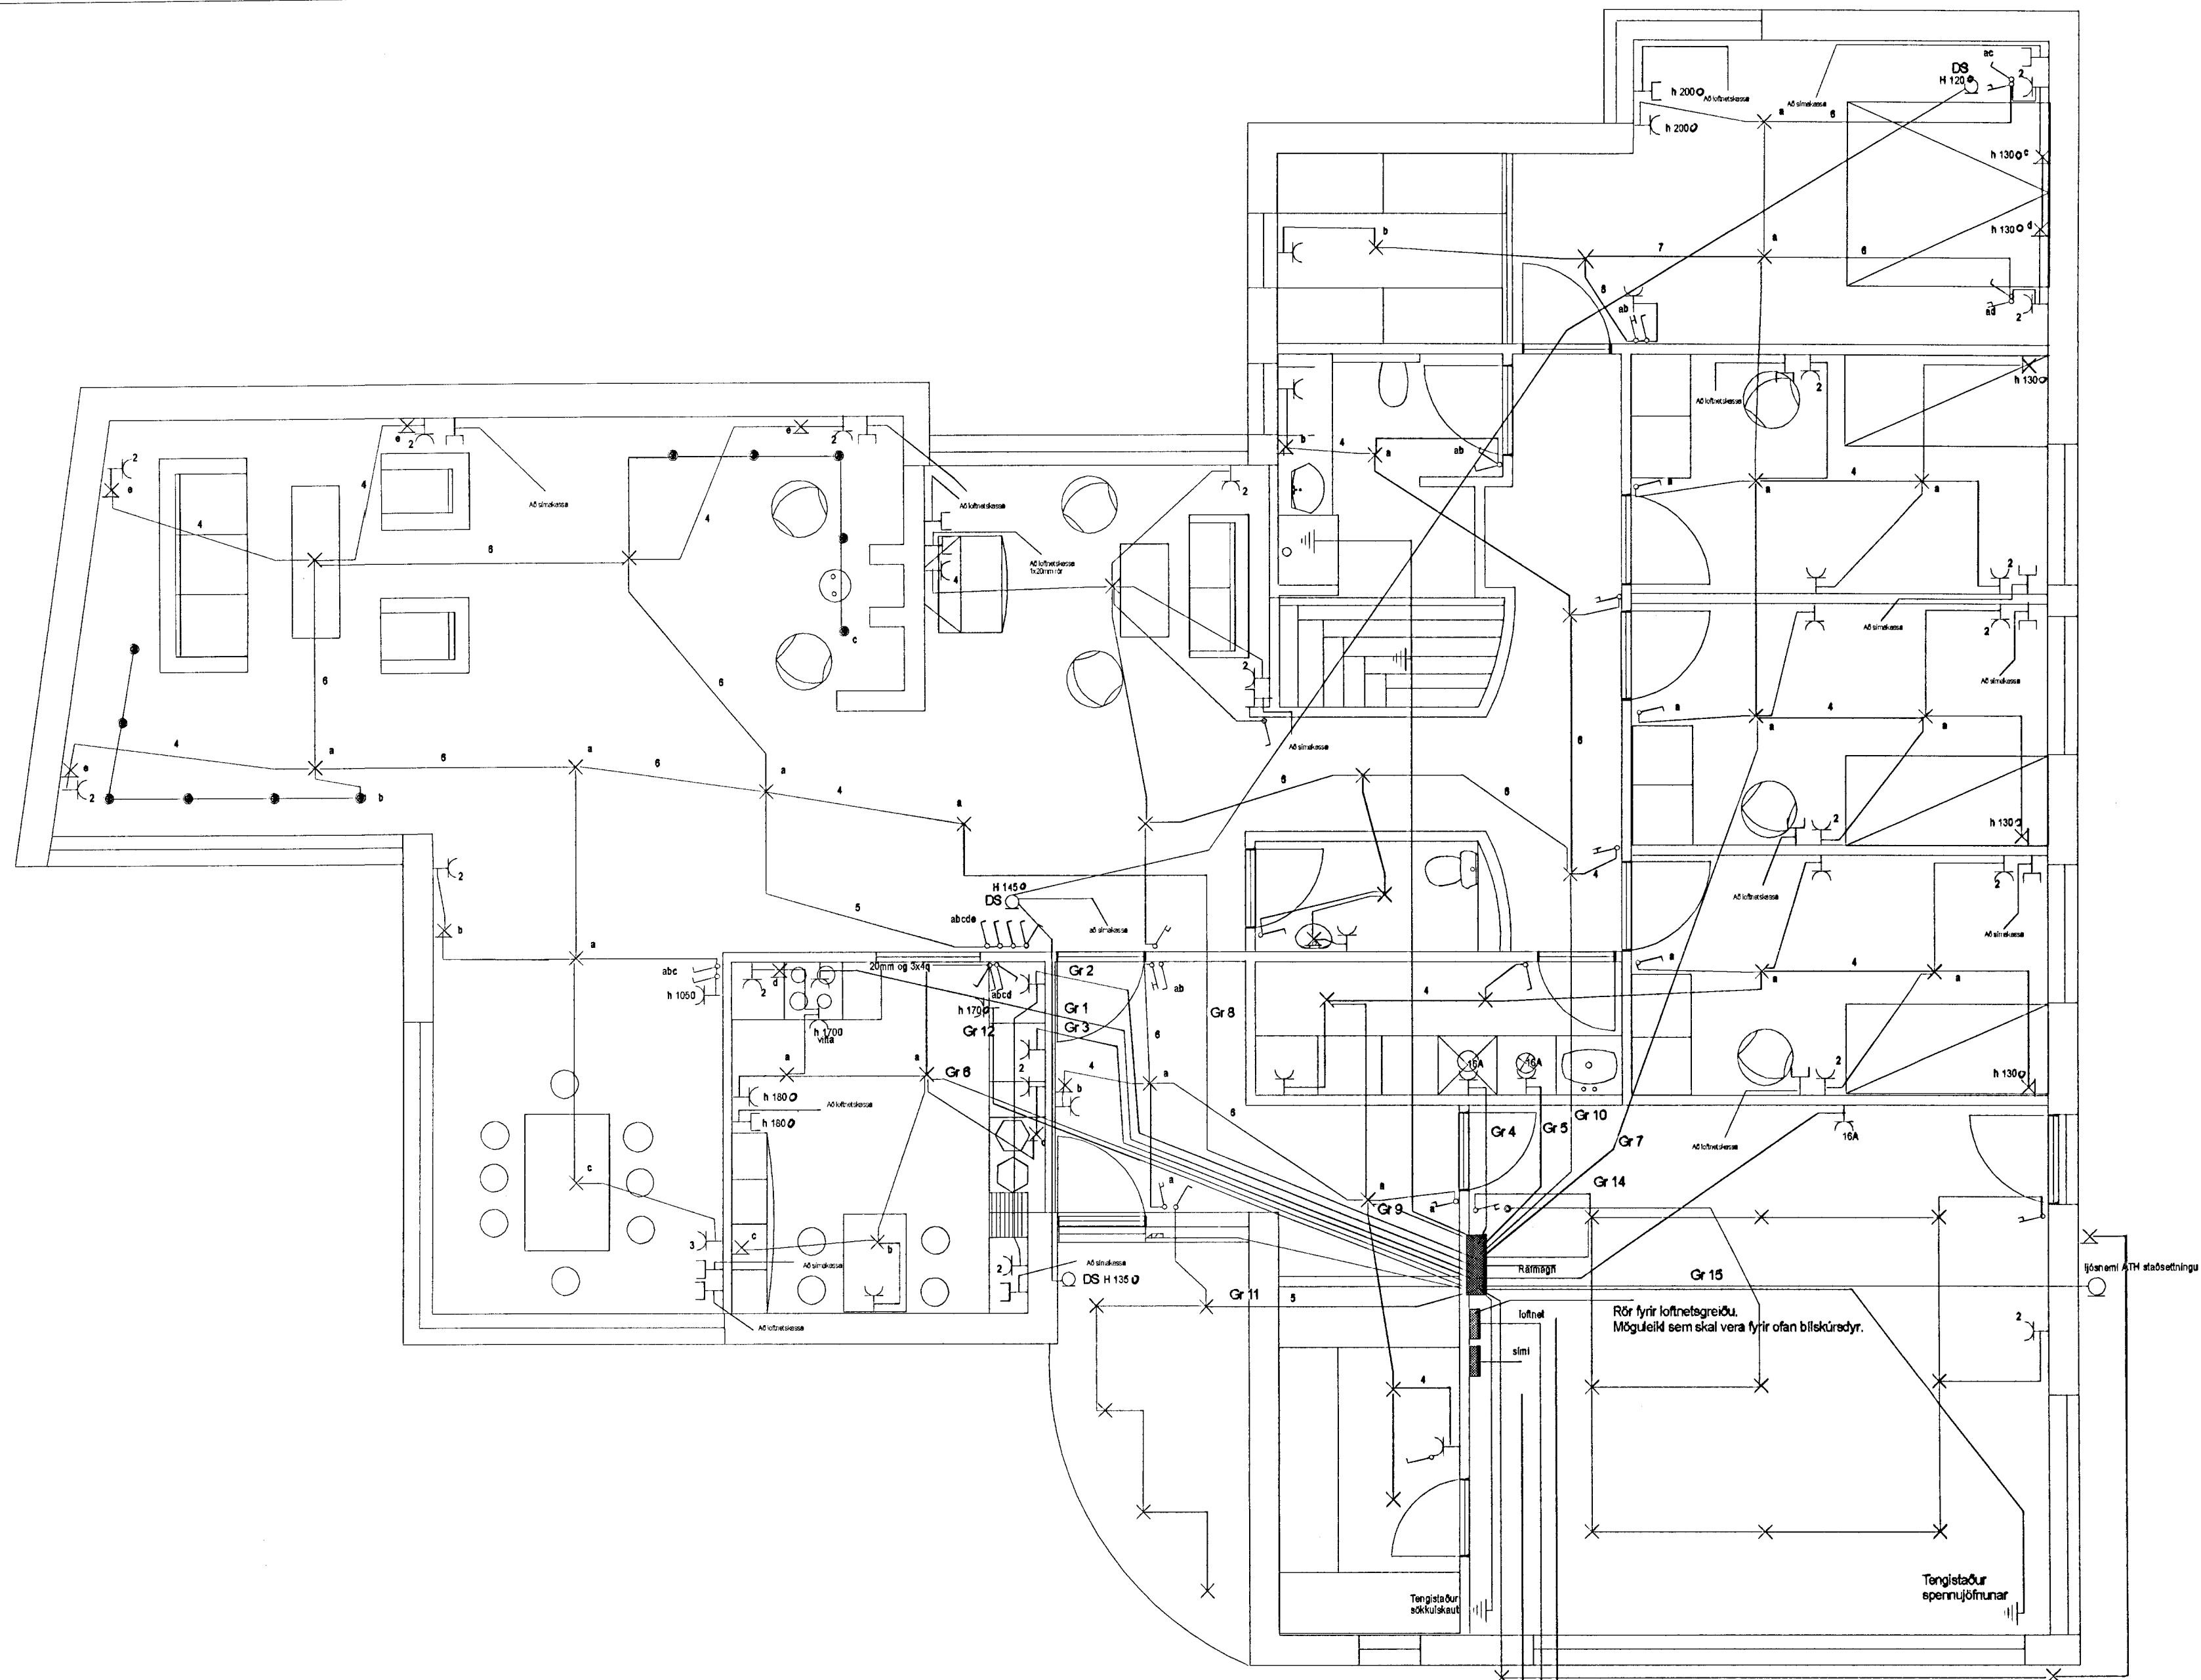 ac
DS
H 120
2
h 200
Að loftnetskassa
Að símakassa
a
6
h 200
h 130 c
h 130 d
b
7
a
6
8
ab
ad
2
h 130
2
Að loftnetskassa
e
2
2
e
2
e
4
4
4
6
Að símakassa
c
6
6
Að loftnetskassa
Að loftnetskassa
1x20mm rör
4
2
2
Að símakassa
b
4
a
ab
a
4
a
a
2
2
Að símakassa
Að símakassa
a
4
a
a
6
h 130
2
Að loftnetskassa
4
e
2
a
6
a
6
a
4
a
b
6
6
4
2
b
a
5
H 145
DS
abcde
að símakassa
abc
h 1050
2
d
20mm og 3x4q
abcd
h 170
h 1700
vifta
Gr 2
Gr 1
Gr 3
Gr 12
ab
6
Gr 8
4
a
4
a
a
2
Að símakassa
a
a
Gr 6
h 180
Að loftnetskassa
h 180
2
d
4
b
a
6
16A
16A
2
h 130
Að loftnetskassa
Gr 4
Gr 5
Gr 10
Gr 7
16A
Gr 14
c
3
c
b
Að símakassa
2
Að símakassa
Að loftnetskassa
a
a
Gr 9
a
c
DS H 135
Gr 11
5
Rafmagn
Gr 15
ljósnemi ATH staðsettningu
loftnet
sími
Rör fyrir loftnetsgreiðu.
Möguleiki sem skal vera fyrir ofan bílskúrsdyr.
2
4
Tengistaður
sökkulskaut
Tengistaður
spennujöfnunar